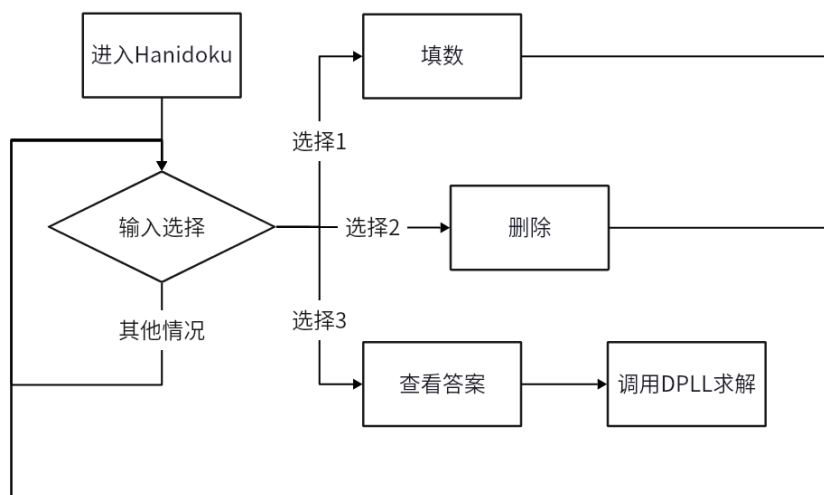 进入Hanidoku
填数
选择1
输入选择
选择2
删除
其他情况
选择3
查看答案
调用DPLL求解